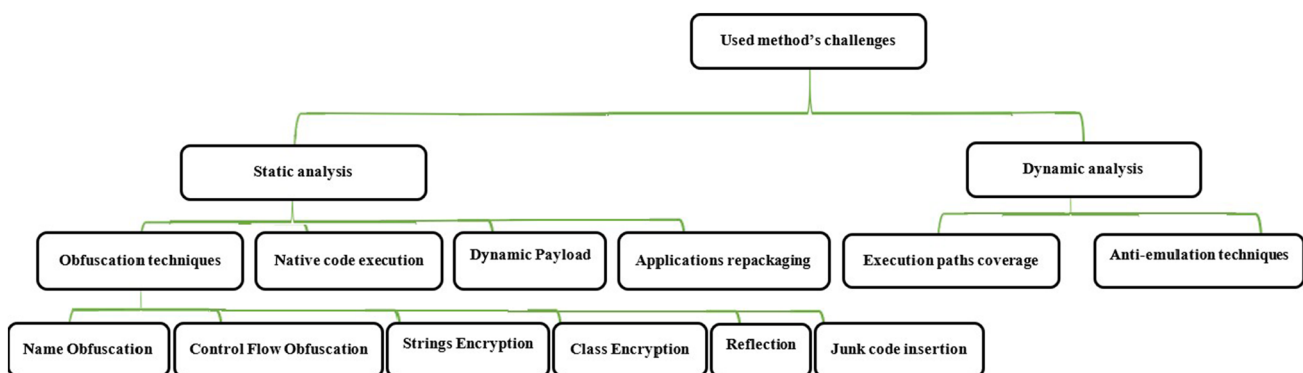 Used method's challenges
Static analysis
Dynamic analysis
Obfuscation techniques
Native code execution
Dynamic Payload
Applications repackaging
Execution paths coverage
Anti-emulation techniques
Name Obfuscation
Control Flow Obfuscation
Strings Encryption
Class Encryption
Reflection
Junk code insertion